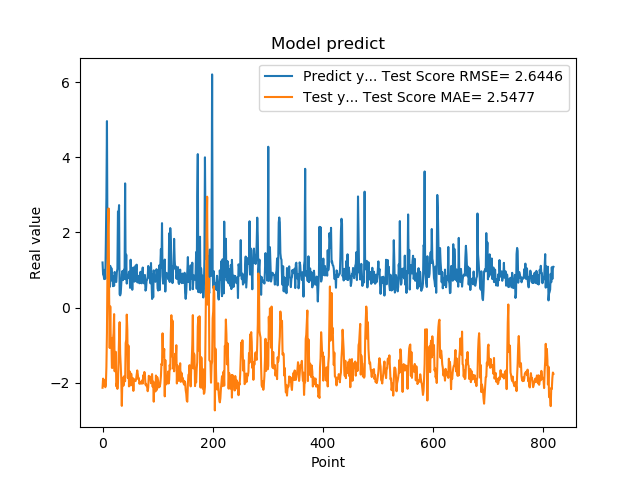 Model predict
Predict y... Test Score RMSE= 2.6446
Test y... Test Score MAE= 2.5477
6
4
2
0
−2
Real value
0 200 400 600 800
Point